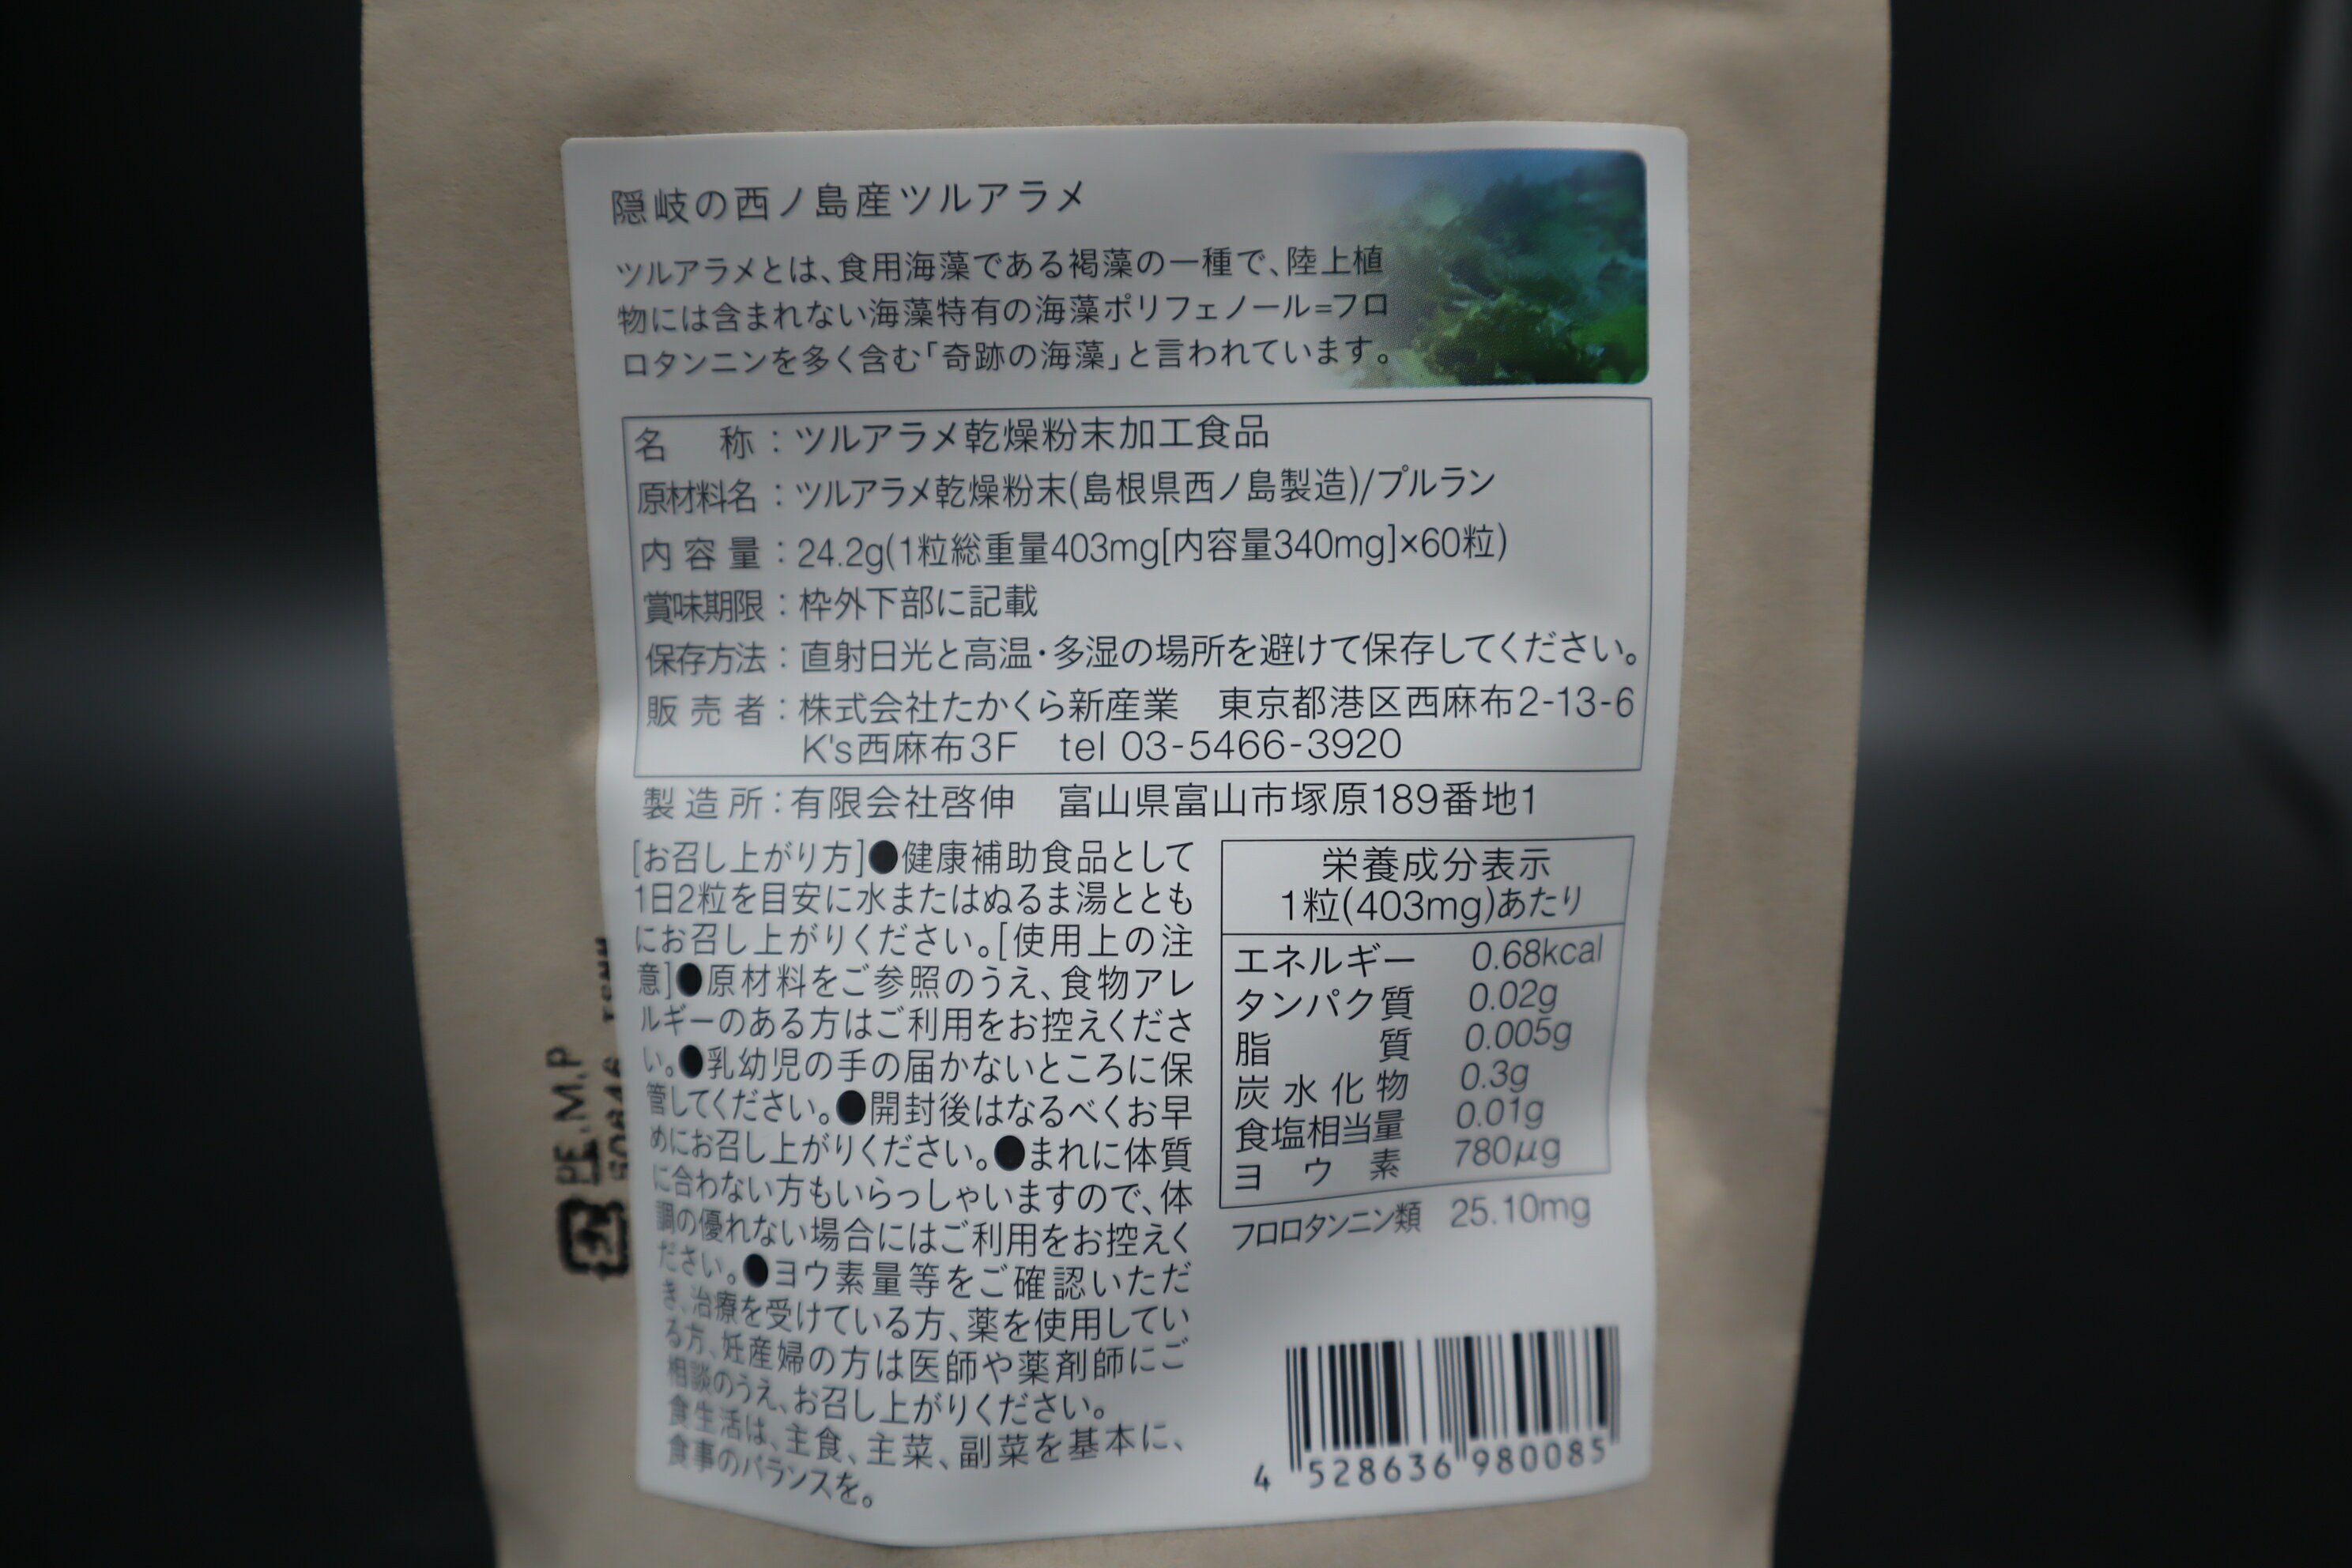 隠岐の西ノ島産ツルアラメ
ツルアラメとは、食用海藻である褐藻の一種で、陸上植
物には含まれない海藻特有の海藻ポリフェノール=フロ
ロタンニンを多く含む「奇跡の海藻」と言われています。
名　称：ツルアラメ乾燥粉末加工食品
原材料名：ツルアラメ乾燥粉末(島根県西ノ島製造)/プルラン
内容量：24.2g(1粒総重量403mg[内容量340mg]×60粒)
賞味期限：枠外下部に記載
保存方法：直射日光と高温・多湿の場所を避けて保存してください。
販売者：株式会社たかくら新産業　東京都港区西麻布2-13-6
K's西麻布3F　tel 03-5466-3920
製造所：有限会社啓伸　富山県富山市塚原189番地1
[お召し上がり方]●健康補助食品として
1日2粒を目安に水またはぬるま湯ととも
にお召し上がりください。[使用上の注
意]●原材料をご参照のうえ、食物アレ
ルギーのある方はご利用をお控えくださ
い。●乳幼児の手の届かないところに保
管してください。●開封後はなるべくお早
めにお召し上がりください。●まれに体質
に合わない方もいらっしゃいますので、体
調の優れない場合にはご利用をお控えく
ださい。●ヨウ素量等をご確認いただ
き、治療を受けている方、薬を使用してい
る方、妊産婦の方は医師や薬剤師にご
相談のうえ、お召し上がりください。
食生活は、主食、主菜、副菜を基本に、
食事のバランスを。
栄養成分表示
1粒(403mg)あたり
エネルギー 0.68kcal
タンパク質 0.02g
脂質 0.005g
炭水化物 0.3g
食塩相当量 0.01g
ヨウ素 780μg
フロロタンニン類 25.10mg
4 528636 980085
PE,M,P